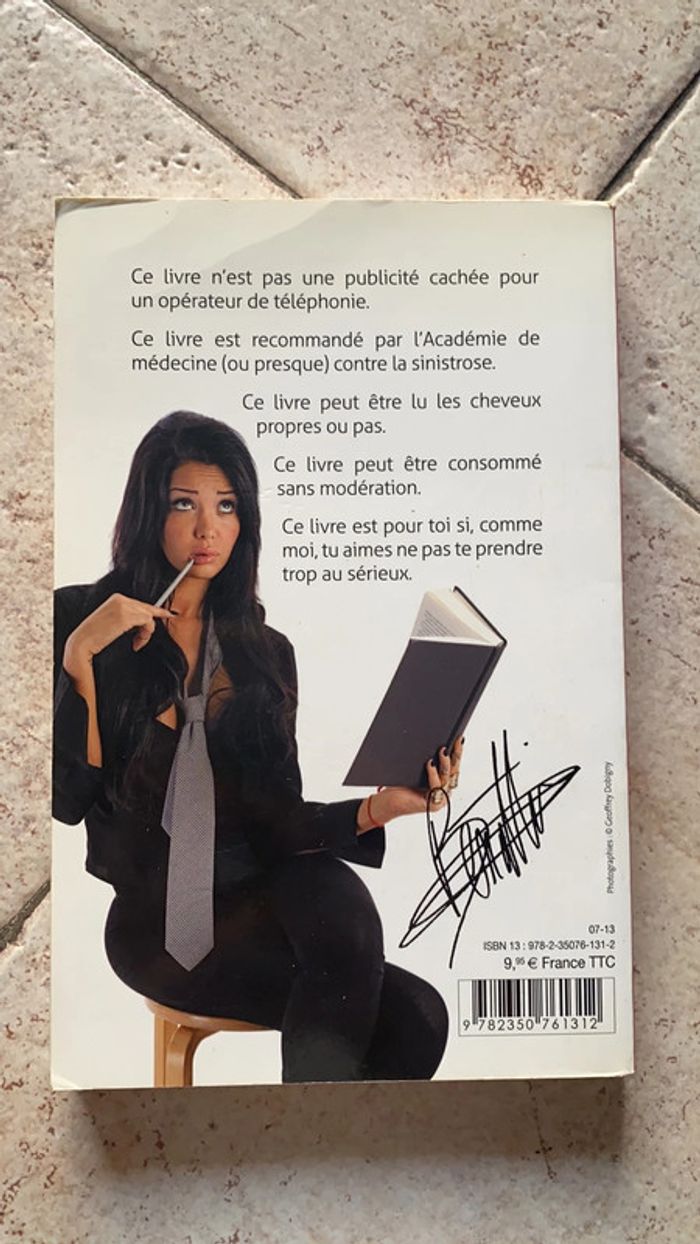 Ce livre n'est pas une publicité cachée pour
un opérateur de téléphonie.
Ce livre est recommandé par l'Académie de
médecine (ou presque) contre la sinistrose.
Ce livre peut être lu les cheveux
propres ou pas.
Ce livre peut être consommé
sans modération.
Ce livre est pour toi si, comme
moi, tu aimes ne pas te prendre
trop au sérieux.
Photographies : © Geoffrey Dobigny
07-13
ISBN 13 : 978-2-35076-131-2
9,95 € France TTC
9 782350 761312